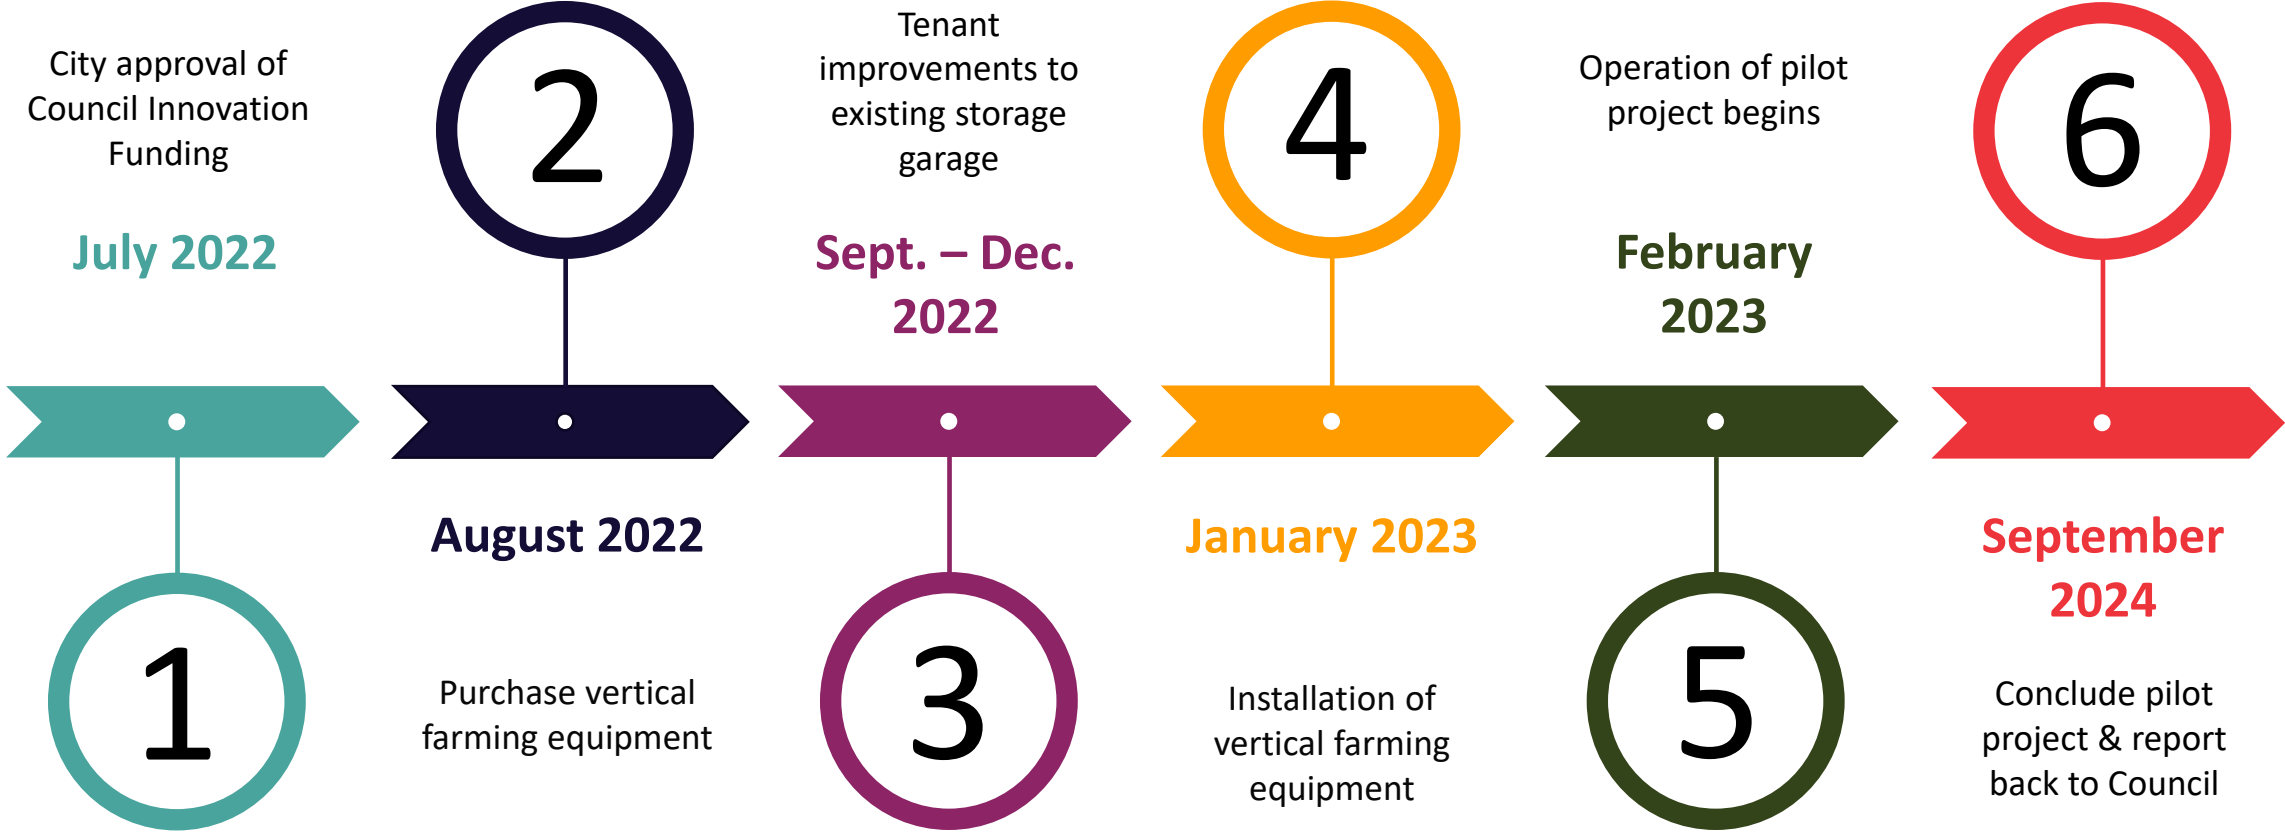 City approval of
Council Innovation
Funding
July 2022
1
2
August 2022
Purchase vertical
farming equipment
Tenant
improvements to
existing storage
garage
Sept. – Dec.
2022
3
4
January 2023
Installation of
vertical farming
equipment
Operation of pilot
project begins
February
2023
5
6
September
2024
Conclude pilot
project & report
back to Council